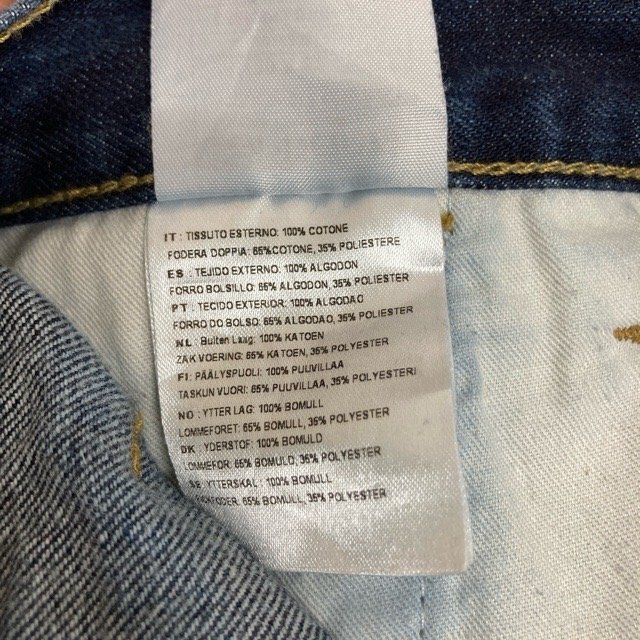 IT : TISSUTO ESTERNO: 100% COTONE
FODERA DOPPIA: 65%COTONE, 35% POLIESTERE
ES : TEJIDO EXTERNO: 100% ALGODON
FORRO BOLSILLO: 65% ALGODON, 35% POLIESTER
PT : TECIDO EXTERIOR: 100% ALGODAO
FORRO DO BOLSO: 65% ALGODAO, 35% POLIESTER
NL : Buiten Laag: 100% KATOEN
ZAK VOERING: 65% KATOEN, 35% POLYESTER
FI : PÄÄLYSPUOLI: 100% PUUVILLAA
TASKUN VUORI: 65% PUUVILLAA, 35% POLYESTERI
NO : YTTER LAG: 100% BOMULL
LOMMEFORET: 65% BOMULL, 35% POLYESTER
DK : YDERSTOF: 100% BOMULD
LOMMEFOR: 65% BOMULD, 35% POLYESTER
SE : YTTERSKAL : 100% BOMULL
65% BOMULL, 35% POLYESTER